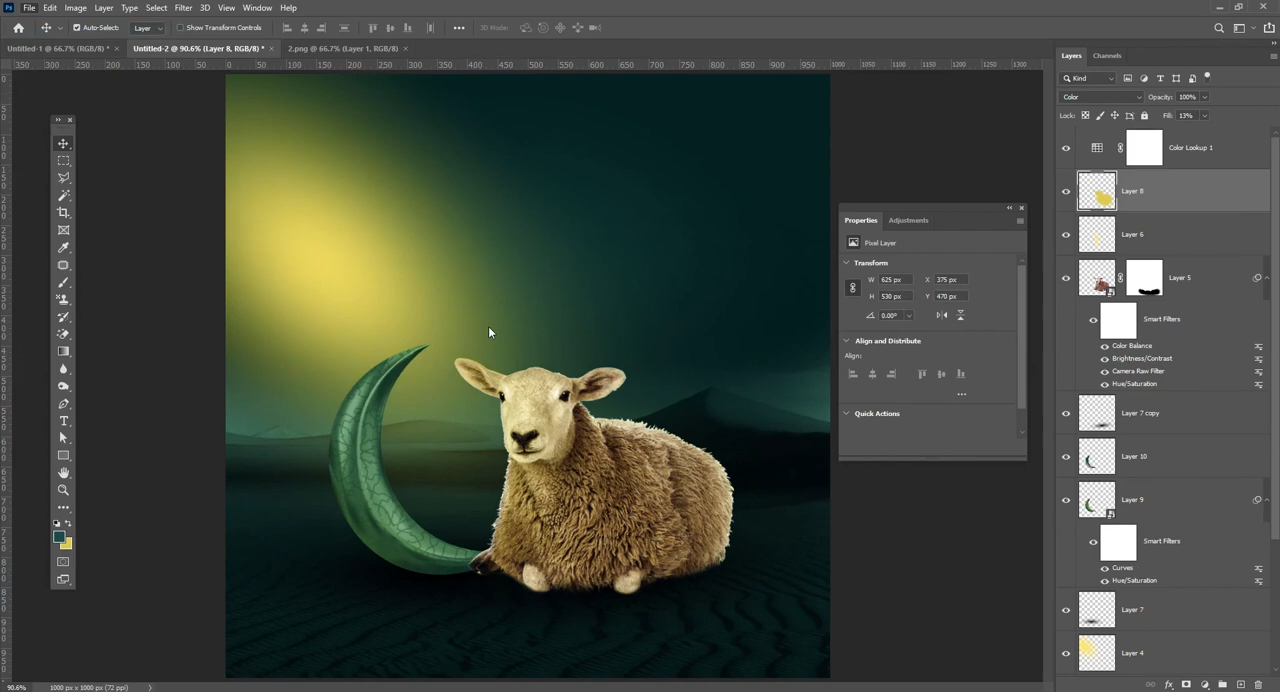 Ps File Edit Image Layer Type Select Filter 3D View Window Help
Auto-Select: Layer Show Transform Controls 3D Mode:
Untitled-1 @ 66.7% (RGB/8) * × Untitled-2 @ 90.6% (Layer 8, RGB/8) * × 2.png @ 66.7% (Layer 1, RGB/8) ×
350 300 250 200 150 100 50 0 50 100 150 200 250 300 350 400 450 500 550 600 650 700 750 800 850 900 950 1000 1050 1100 1150 1200 1250 1300
Layers Channels
Kind
Color Opacity: 100%
Lock: Fill: 13%
Color Lookup 1
Layer 8
Layer 6
Layer 5
Smart Filters
Color Balance
Brightness/Contrast
Camera Raw Filter
Hue/Saturation
Layer 7 copy
Layer 10
Layer 9
Smart Filters
Curves
Hue/Saturation
Layer 7
Layer 4
Properties Adjustments
Pixel Layer
Transform
W 625 px X 375 px
H 530 px Y 470 px
0.00°
Align and Distribute
Align:
Quick Actions
90.6% 1000 px x 1000 px (72 ppi)